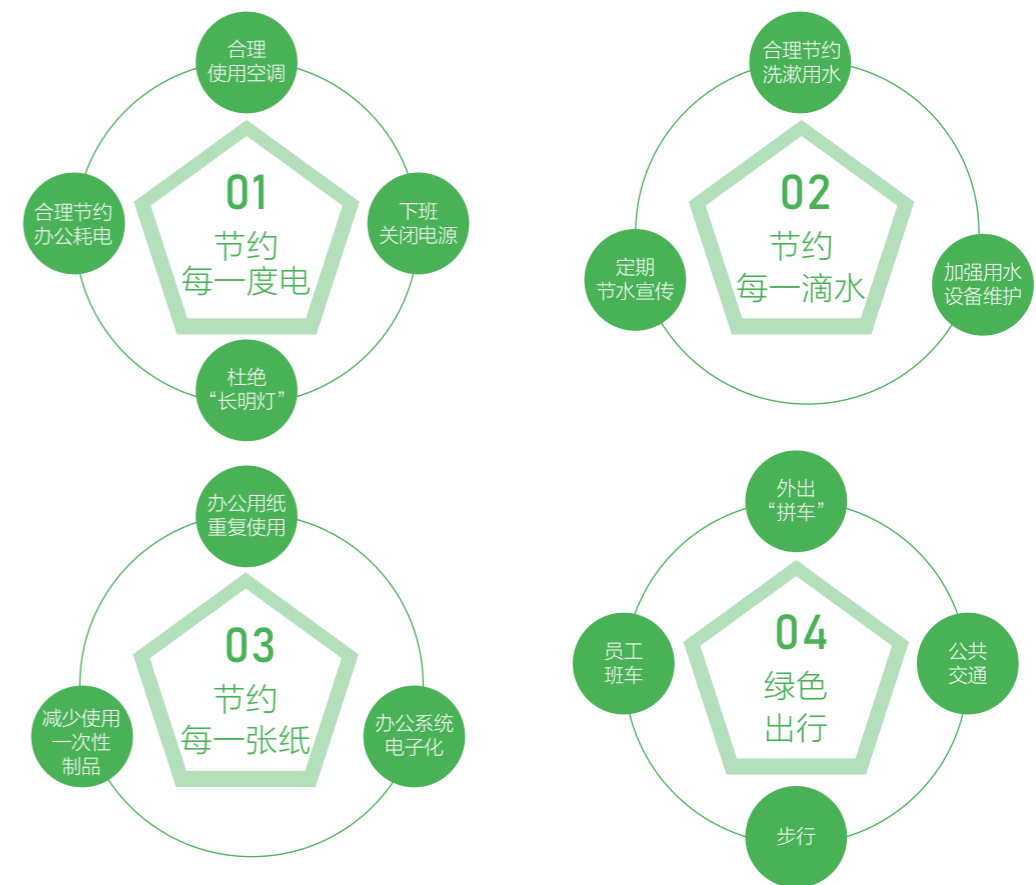 合理
使用空调
合理节约
办公耗电
01
节约
每一度电
下班
关闭电源
杜绝
“长明灯”
合理节约
洗漱用水
02
节约
每一滴水
定期
节水宣传
加强用水
设备维护
办公用纸
重复使用
03
节约
每一张纸
减少使用
一次性
制品
办公系统
电子化
外出
“拼车”
员工
班车
04
绿色
出行
公共
交通
步行